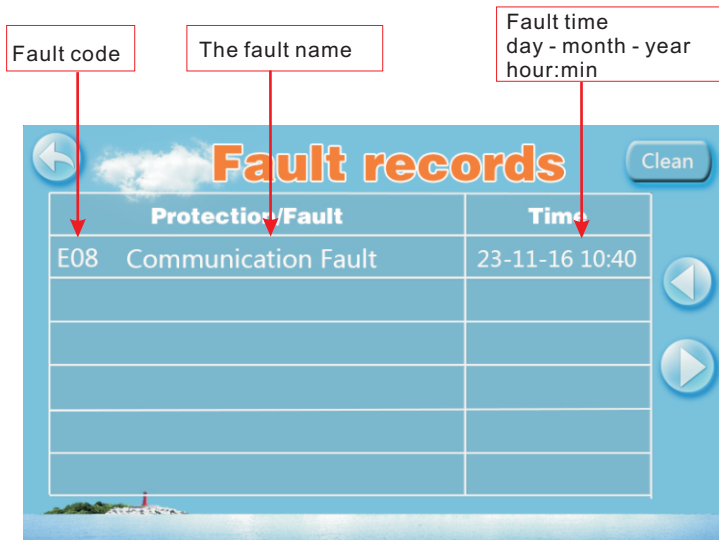 Fault code
The fault name
Fault time
day - month - year
hour:min
Fault records
Clean
Protection/Fault
Time
E08 Communication Fault
23-11-16 10:40